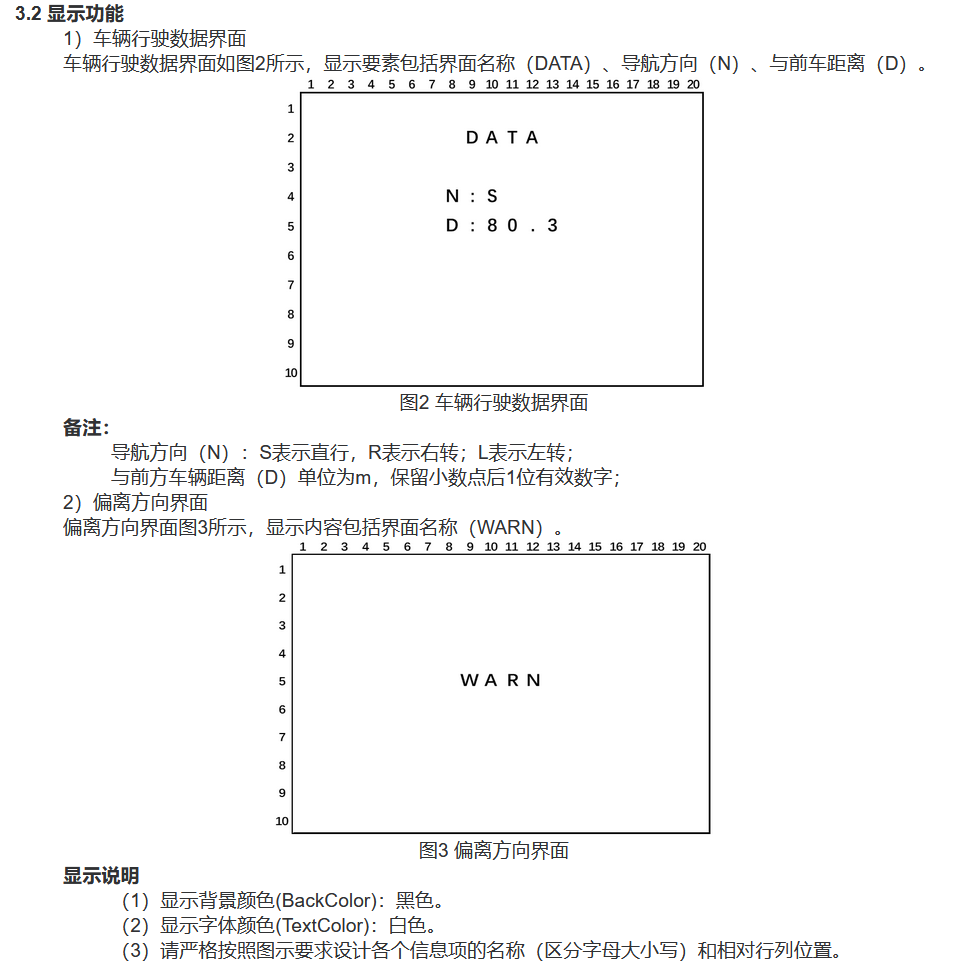 3.2 显示功能
1）车辆行驶数据界面
车辆行驶数据界面如图2所示，显示要素包括界面名称（DATA）、导航方向（N）、与前车距离（D）。
1 2 3 4 5 6 7 8 9 10 11 12 13 14 15 16 17 18 19 20
1
2 D A T A
3
4 N : S
5 D : 8 0 . 3
6
7
8
9
10
图2 车辆行驶数据界面
备注：
导航方向（N）：S表示直行，R表示右转；L表示左转；
与前方车辆距离（D）单位为m，保留小数点后1位有效数字；
2）偏离方向界面
偏离方向界面图3所示，显示内容包括界面名称（WARN）。
1 2 3 4 5 6 7 8 9 10 11 12 13 14 15 16 17 18 19 20
1
2
3
4
5 W A R N
6
7
8
9
10
图3 偏离方向界面
显示说明
（1）显示背景颜色(BackColor)：黑色。
（2）显示字体颜色(TextColor)：白色。
（3）请严格按照图示要求设计各个信息项的名称（区分字母大小写）和相对行列位置。